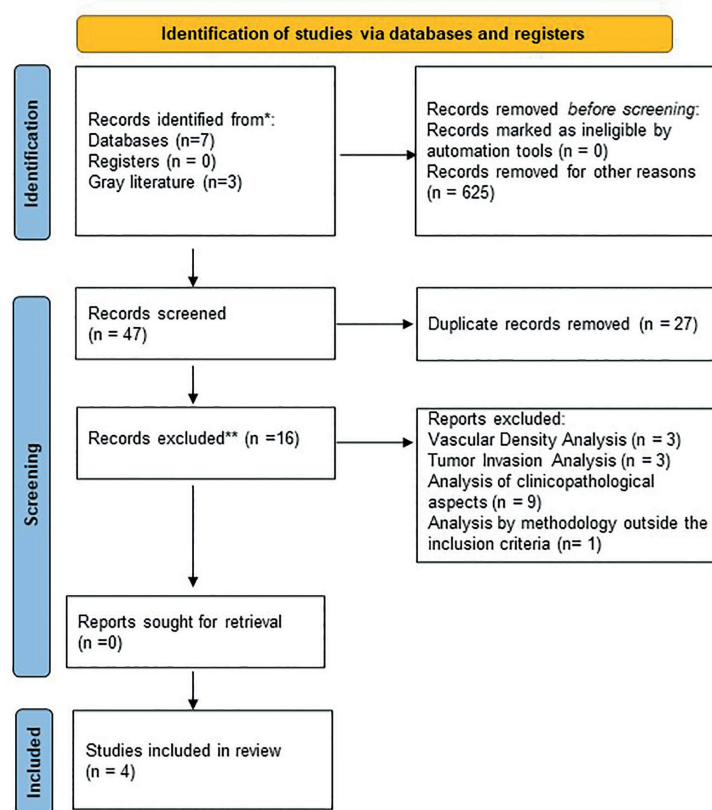 Identification of studies via databases and registers
Identification
Records identified from*:
Databases (n=7)
Registers (n = 0)
Gray literature (n=3)
Records removed before screening:
Records marked as ineligible by
automation tools (n = 0)
Records removed for other reasons
(n = 625)
Screening
Records screened
(n = 47)
Duplicate records removed (n = 27)
Records excluded** (n =16)
Reports excluded:
Vascular Density Analysis (n = 3)
Tumor Invasion Analysis (n = 3)
Analysis of clinicopathological
aspects (n = 9)
Analysis by methodology outside the
inclusion criteria (n= 1)
Reports sought for retrieval
(n =0)
Included
Studies included in review
(n = 4)